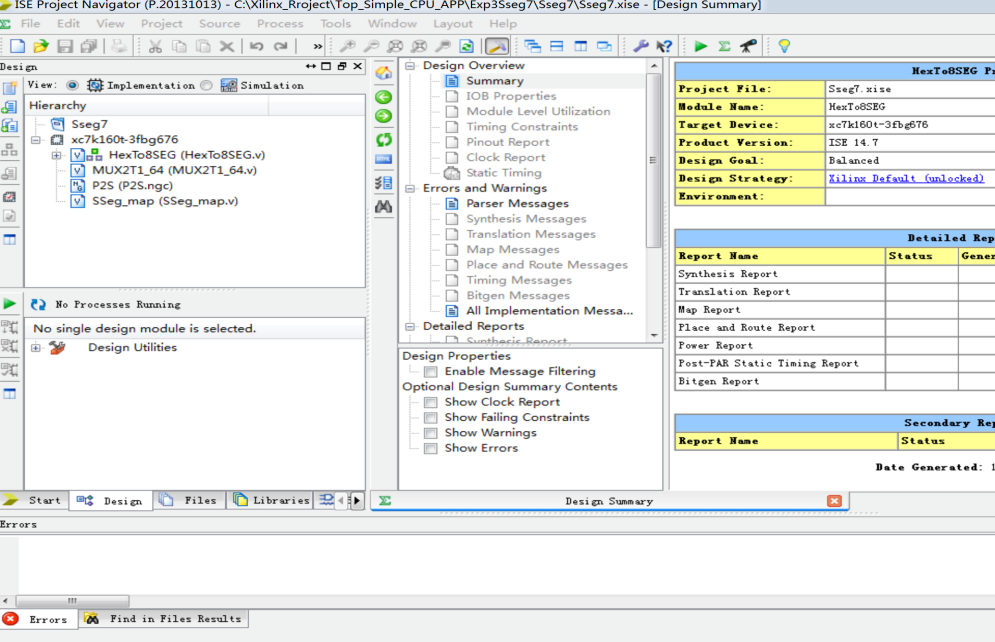 ISE Project Navigator (P.20131013) - C:\Xilinx_Rroject\Top_Simple_CPU_APP\Exp3Sseg7\Sseg7\Sseg7.xise - [Design Summary]
File Edit View Project Source Process Tools Window Layout Help
Design
View: Implementation Simulation
Hierarchy
Sseg7
xc7k160t-3fbg676
HexTo8SEG (HexTo8SEG.v)
MUX2T1_64 (MUX2T1_64.v)
P2S (P2S.ngc)
SSeg_map (SSeg_map.v)
No Processes Running
No single design module is selected.
Design Utilities
Start Design Files Libraries
Design Overview
Summary
IOB Properties
Module Level Utilization
Timing Constraints
Pinout Report
Clock Report
Static Timing
Errors and Warnings
Parser Messages
Synthesis Messages
Translation Messages
Map Messages
Place and Route Messages
Timing Messages
Bitgen Messages
All Implementation Messa...
Detailed Reports
Synthesis Report
Design Properties
Enable Message Filtering
Optional Design Summary Contents
Show Clock Report
Show Failing Constraints
Show Warnings
Show Errors
Design Summary
HexTo8SEG Pr
Project File: Sseg7.xise
Module Name: HexTo8SEG
Target Device: xc7k160t-3fbg676
Product Version: ISE 14.7
Design Goal: Balanced
Design Strategy: Xilinx Default (unlocked)
Environment:
Detailed Rep
Report Name Status Gener
Synthesis Report
Translation Report
Map Report
Place and Route Report
Power Report
Post-PAR Static Timing Report
Bitgen Report
Secondary Rep
Report Name Status
Date Generated: 1
Errors
Errors Find in Files Results